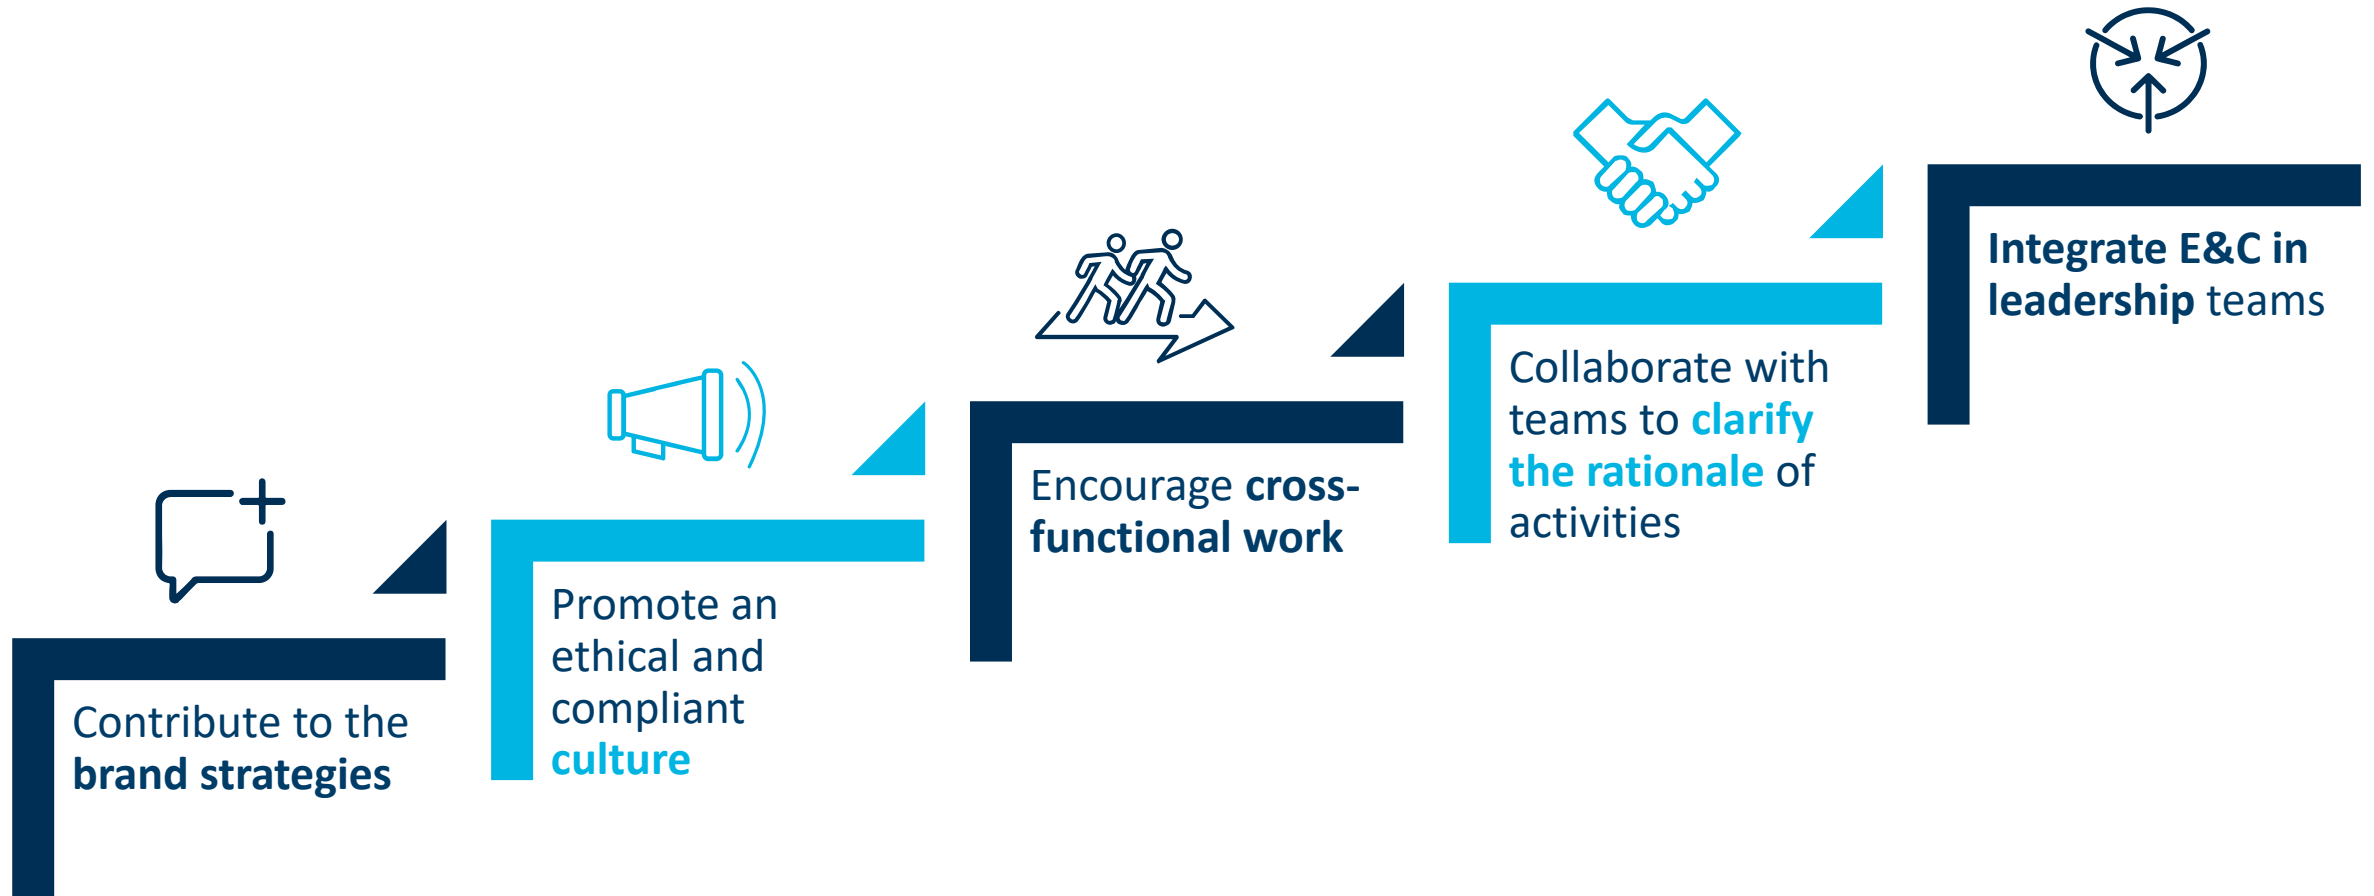 Contribute to the
brand strategies
Promote an
ethical and
compliant
culture
Encourage cross-
functional work
Collaborate with
teams to clarify
the rationale of
activities
Integrate E&C in
leadership teams